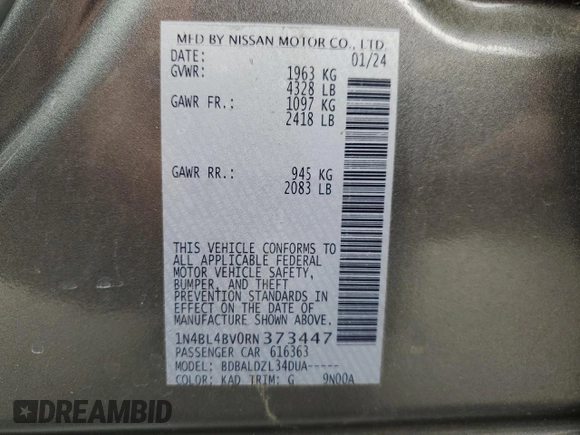 MFD BY NISSAN MOTOR CO., LTD.
DATE: 01/24
GVWR: 1963 KG
4328 LB
GAWR FR.: 1097 KG
2418 LB
GAWR RR.: 945 KG
2083 LB
THIS VEHICLE CONFORMS TO
ALL APPLICABLE FEDERAL
MOTOR VEHICLE SAFETY,
BUMPER, AND THEFT
PREVENTION STANDARDS IN
EFFECT ON THE DATE OF
MANUFACTURE SHOWN ABOVE.
1N4BL4BV0RN373447
PASSENGER CAR 616363
MODEL: BDBALDZL34DUA-----
COLOR: KAD TRIM: G 9N00A
DREAMBID